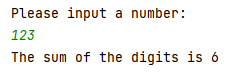 Please input a number:
123
The sum of the digits is 6